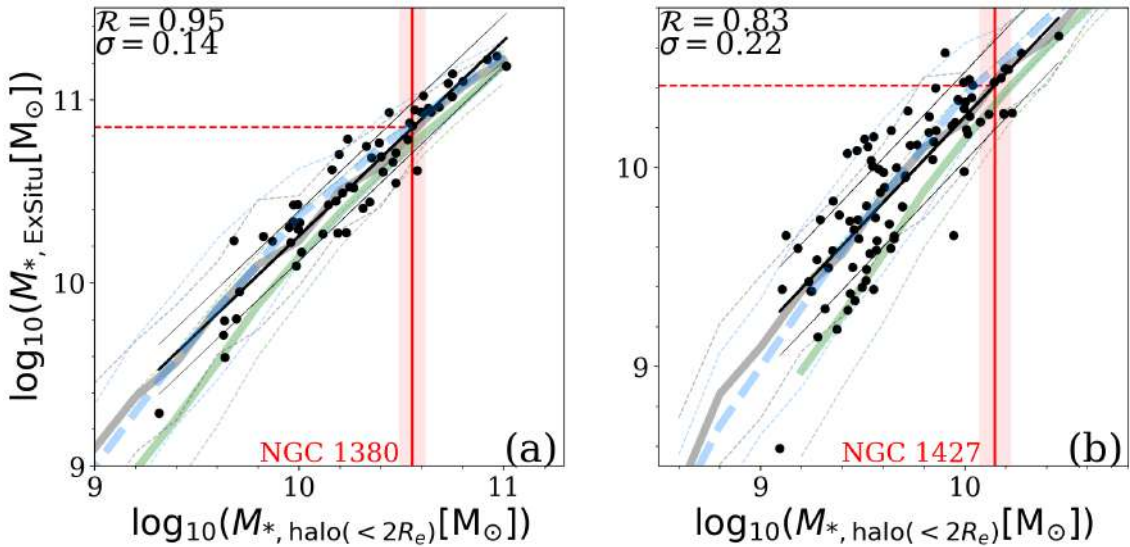 ℛ = 0.95
σ = 0.14
log₁₀(M*, ExSitu[M⊙])
11
10
9
9
10
11
NGC 1380
(a)
log₁₀(M*, halo(<2Rₑ)[M⊙])
ℛ = 0.83
σ = 0.22
10
9
9
10
NGC 1427
(b)
log₁₀(M*, halo(<2Rₑ)[M⊙])